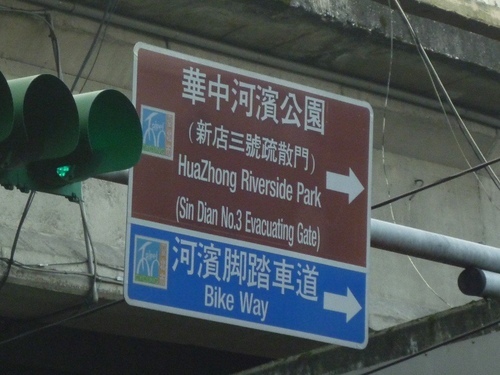 華中河濱公園
(新店三號疏散門)
HuaZhong Riverside Park
(Sin Dian No.3 Evacuating Gate)
河濱脚踏車道
Bike Way